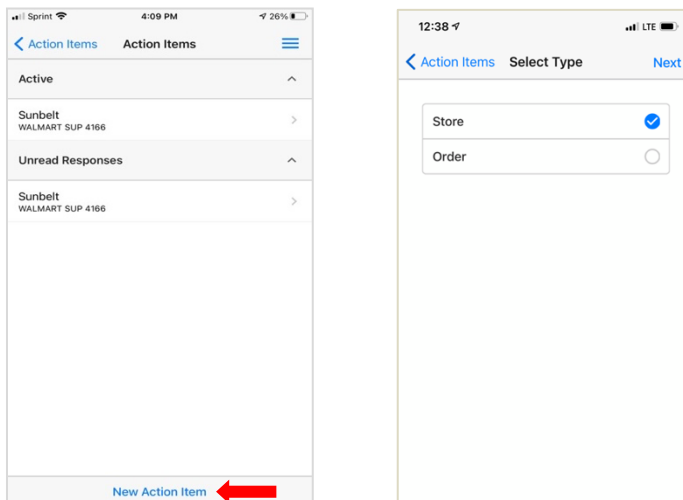 Sprint 4:09 PM 26%
Action Items Action Items
Active
Sunbelt
WALMART SUP 4166
Unread Responses
Sunbelt
WALMART SUP 4166
New Action Item
12:38 LTE
Action Items Select Type Next
Store
Order